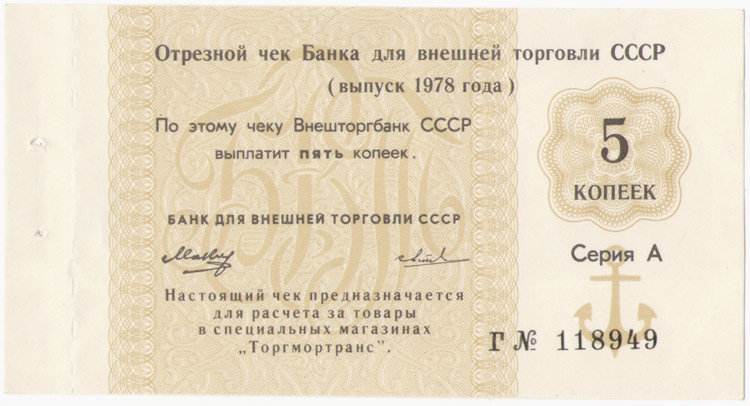 Отрезной чек Банка для внешней торговли СССР
(выпуск 1978 года)
По этому чеку Внешторгбанк СССР
выплатит пять копеек.
5
КОПЕЕК
БАНК ДЛЯ ВНЕШНЕЙ ТОРГОВЛИ СССР
Серия А
Настоящий чек предназначается
для расчета за товары
в специальных магазинах
„Торгмортранс".
Г № 118949